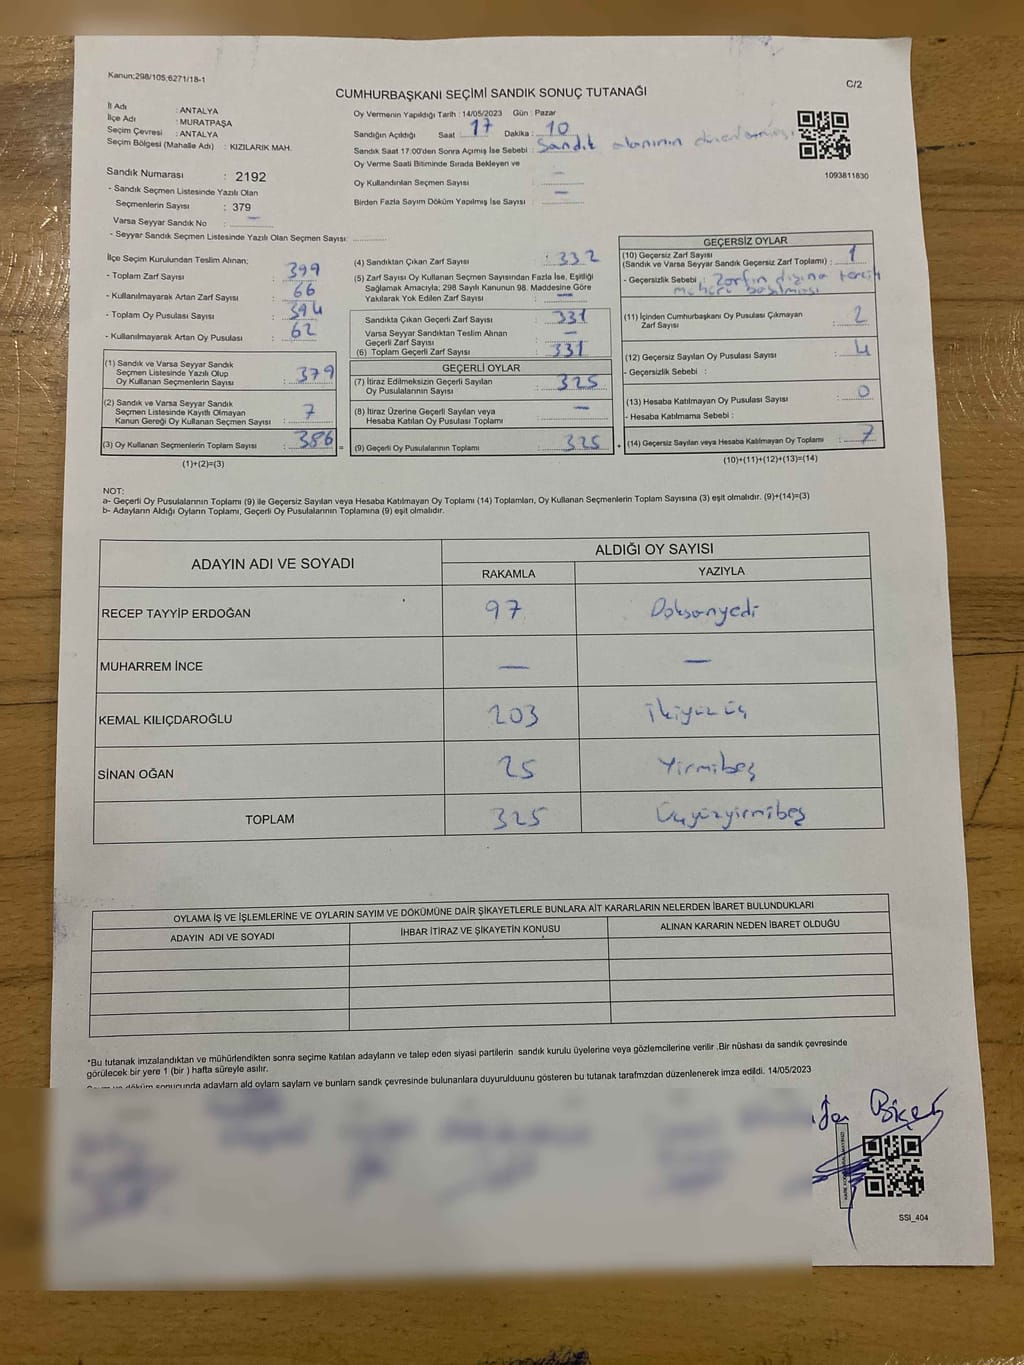 Kanun:298/105;6271/18-1
C/2
CUMHURBAŞKANI SEÇİMİ SANDIK SONUÇ TUTANAĞI
İl Adı : ANTALYA
İlçe Adı : MURATPAŞA
Seçim Çevresi : ANTALYA
Seçim Bölgesi (Mahalle Adı) : KIZILARIK MAH.
Sandık Numarası : 2192
- Sandık Seçmen Listesinde Yazılı Olan
Seçmenlerin Sayısı : 379
Varsa Seyyar Sandık No : —
- Seyyar Sandık Seçmen Listesinde Yazılı Olan Seçmen Sayısı:
Oy Vermenin Yapıldığı Tarih : 14/05/2023 Gün : Pazar
Sandığın Açıldığı Saat : 17 Dakika : 10
Sandık Saat 17:00'den Sonra Açmış İse Sebebi : Sandık alanının düzenlenmesi
Oy Verme Saati Bitiminde Sırada Bekleyen ve
Oy Kullandırılan Seçmen Sayısı : —
Birden Fazla Sayım Döküm Yapılmış İse Sayısı : —
1093811830
İlçe Seçim Kurulundan Teslim Alınan;
- Toplam Zarf Sayısı : 399
- Kullanılmayarak Artan Zarf Sayısı : 66
- Toplam Oy Pusulası Sayısı : 394
- Kullanılmayarak Artan Oy Pusulası : 62
(1) Sandık ve Varsa Seyyar Sandık
Seçmen Listesinde Yazılı Olup
Oy Kullanan Seçmenlerin Sayısı : 379
(2) Sandık ve Varsa Seyyar Sandık
Seçmen Listesinde Kayıtlı Olmayan
Kanun Gereği Oy Kullanan Seçmen Sayısı : 7
(3) Oy Kullanan Seçmenlerin Toplam Sayısı : 386 =
(1)+(2)=(3)
(4) Sandıktan Çıkan Zarf Sayısı : 332
(5) Zarf Sayısı Oy Kullanan Seçmen Sayısından Fazla İse, Eşitliği
Sağlamak Amacıyla; 298 Sayılı Kanunun 98. Maddesine Göre
Yakılarak Yok Edilen Zarf Sayısı : —
Sandıkta Çıkan Geçerli Zarf Sayısı : 331
Varsa Seyyar Sandıktan Teslim Alınan
Geçerli Zarf Sayısı : —
(6) Toplam Geçerli Zarf Sayısı : 331
GEÇERLİ OYLAR
(7) İtiraz Edilmeksizin Geçerli Sayılan
Oy Pusulalarının Sayısı : 325
(8) İtiraz Üzerine Geçerli Sayılan veya
Hesaba Katılan Oy Pusulaları Toplamı : —
(9) Geçerli Oy Pusulalarının Toplamı : 325 +
GEÇERSİZ OYLAR
(10) Geçersiz Zarf Sayısı
(Sandık ve Varsa Seyyar Sandık Geçersiz Zarf Toplamı) : 1
- Geçersizlik Sebebi : Zarfın dışına tercih
mührü basılması
(11) İçinden Cumhurbaşkanı Oy Pusulası Çıkmayan
Zarf Sayısı : 2
(12) Geçersiz Sayılan Oy Pusulası Sayısı : 4
- Geçersizlik Sebebi :
(13) Hesaba Katılmayan Oy Pusulası Sayısı : 0
- Hesaba Katılmama Sebebi :
(14) Geçersiz Sayılan veya Hesaba Katılmayan Oy Toplamı : 7
(10)+(11)+(12)+(13)=(14)
NOT:
a- Geçerli Oy Pusulalarının Toplamı (9) ile Geçersiz Sayılan veya Hesaba Katılmayan Oy Toplamı (14) Toplamları, Oy Kullanan Seçmenlerin Toplam Sayısına (3) eşit olmalıdır. (9)+(14)=(3)
b- Adayların Aldığı Oyların Toplamı, Geçerli Oy Pusulalarının Toplamına (9) eşit olmalıdır.
ADAYIN ADI VE SOYADI
ALDIĞI OY SAYISI
RAKAMLA YAZIYLA
RECEP TAYYİP ERDOĞAN 97 Doksanyedi
MUHARREM İNCE — —
KEMAL KILIÇDAROĞLU 203 İkiyüz üç
SİNAN OĞAN 25 Yirmibeş
TOPLAM 325 Üçyüzyirmibeş
OYLAMA İŞ VE İŞLEMLERİNE VE OYLARIN SAYIM VE DÖKÜMÜNE DAİR ŞİKAYETLERLE BUNLARA AİT KARARLARIN NELERDEN İBARET BULUNDUKLARI
ADAYIN ADI VE SOYADI İHBAR İTİRAZ VE ŞİKAYETİN KONUSU ALINAN KARARIN NEDEN İBARET OLDUĞU
*Bu tutanak imzalandıktan ve mühürlendikten sonra seçime katılan adayların ve talep eden siyasi partilerin sandık kurulu üyelerine veya gözlemcilerine verilir .Bir nüshası da sandık çevresinde
görülecek bir yere 1 (bir ) hafta süreyle asılır.
döküm sonucunda adayların ald oyların sayların ve bunların sandk çevresinde bulunanlara duyurulduunu gösteren bu tutanak tarafmzdan düzenlenerek imza edildi. 14/05/2023
SSI_404